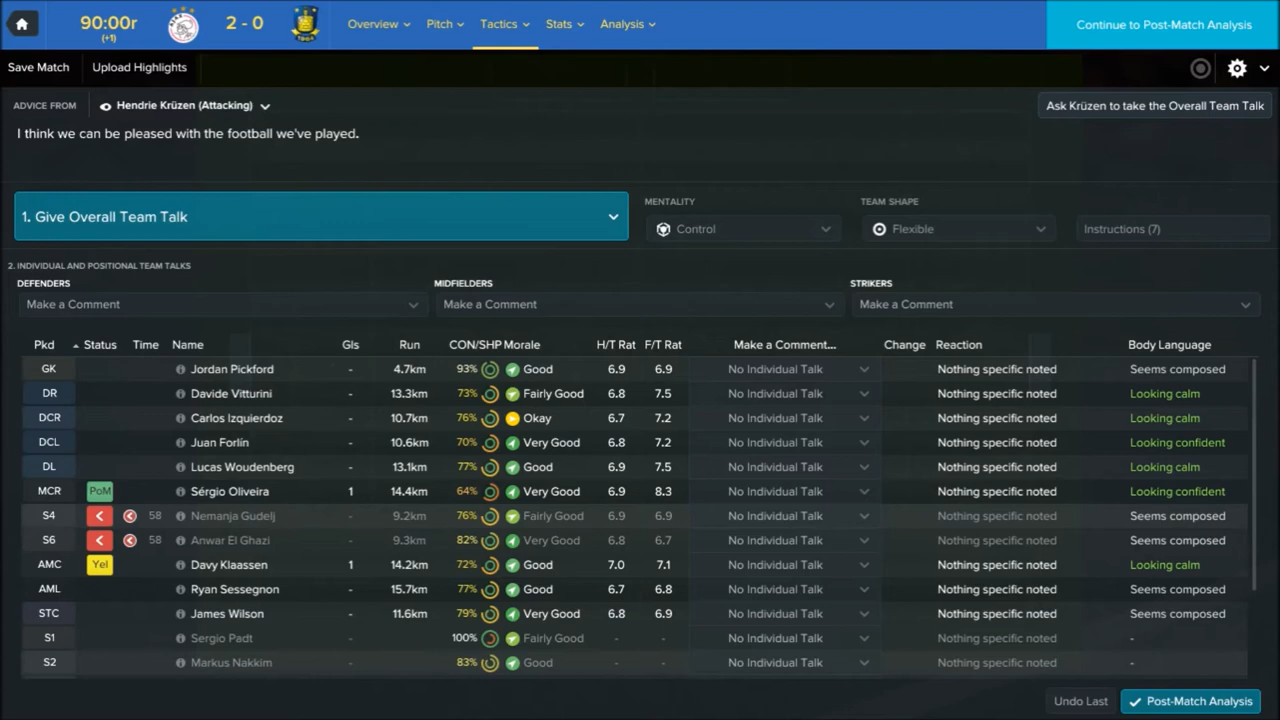 90:00r
(+1)
2 - 0
Overview
Pitch
Tactics
Stats
Analysis
Continue to Post-Match Analysis
Save Match
Upload Highlights
ADVICE FROM
Hendrie Krüzen (Attacking)
Ask Krüzen to take the Overall Team Talk
I think we can be pleased with the football we've played.
1. Give Overall Team Talk
MENTALITY
Control
TEAM SHAPE
Flexible
Instructions (7)
2. INDIVIDUAL AND POSITIONAL TEAM TALKS
DEFENDERS
Make a Comment
MIDFIELDERS
Make a Comment
STRIKERS
Make a Comment
Pkd Status Time Name Gls Run CON/SHP Morale H/T Rat F/T Rat Make a Comment... Change Reaction Body Language
GK Jordan Pickford - 4.7km 93% Good 6.9 6.9 No Individual Talk Nothing specific noted Seems composed
DR Davide Vitturini - 13.3km 73% Fairly Good 6.8 7.5 No Individual Talk Nothing specific noted Looking calm
DCR Carlos Izquierdoz - 10.7km 76% Okay 6.7 7.2 No Individual Talk Nothing specific noted Looking calm
DCL Juan Forlín - 10.6km 70% Very Good 6.8 7.2 No Individual Talk Nothing specific noted Looking confident
DL Lucas Woudenberg - 13.1km 77% Good 6.9 7.5 No Individual Talk Nothing specific noted Looking calm
MCR PoM Sérgio Oliveira 1 14.4km 64% Very Good 6.9 8.3 No Individual Talk Nothing specific noted Looking confident
S4 58 Nemanja Gudelj - 9.2km 76% Fairly Good 6.9 6.9 No Individual Talk Nothing specific noted Seems composed
S6 58 Anwar El Ghazi - 9.3km 82% Very Good 6.8 6.7 No Individual Talk Nothing specific noted Seems composed
AMC Yel Davy Klaassen 1 14.2km 72% Good 7.0 7.1 No Individual Talk Nothing specific noted Looking calm
AML Ryan Sessegnon - 15.7km 77% Good 6.7 6.8 No Individual Talk Nothing specific noted Seems composed
STC James Wilson - 11.6km 79% Very Good 6.8 6.9 No Individual Talk Nothing specific noted Seems composed
S1 Sergio Padt - 100% Fairly Good - - No Individual Talk Nothing specific noted -
S2 Markus Nakkim - 83% Good - - No Individual Talk Nothing specific noted -
Undo Last
Post-Match Analysis